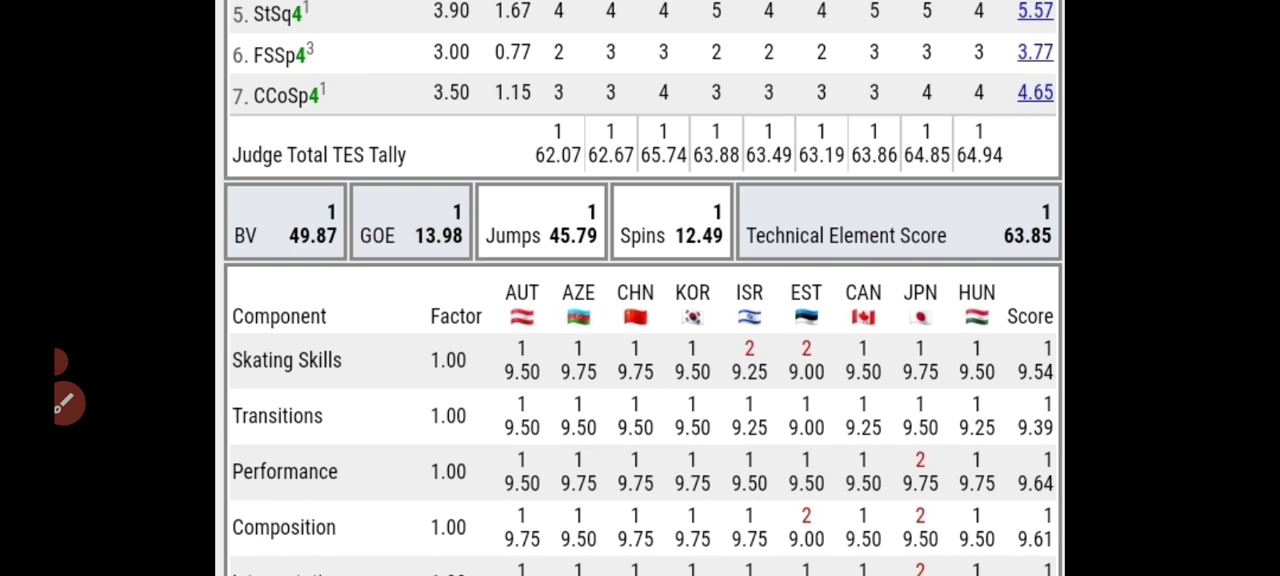 5. StSq4¹ 3.90 1.67 4 4 4 5 4 4 5 5 4 5.57
6. FSSp4³ 3.00 0.77 2 3 3 2 2 2 3 3 3 3.77
7. CCoSp4¹ 3.50 1.15 3 3 4 3 3 3 3 4 4 4.65
1 1 1 1 1 1 1 1 1
Judge Total TES Tally 62.07 62.67 65.74 63.88 63.49 63.19 63.86 64.85 64.94
1 1 1 1 1
BV 49.87 GOE 13.98 Jumps 45.79 Spins 12.49 Technical Element Score 63.85
AUT AZE CHN KOR ISR EST CAN JPN HUN
Component Factor Score
1 1 1 1 2 2 1 1 1 1
Skating Skills 1.00 9.50 9.75 9.75 9.50 9.25 9.00 9.50 9.75 9.50 9.54
1 1 1 1 1 1 1 1 1 1
Transitions 1.00 9.50 9.50 9.50 9.50 9.25 9.00 9.25 9.50 9.25 9.39
1 1 1 1 1 1 1 2 1 1
Performance 1.00 9.50 9.75 9.75 9.75 9.50 9.50 9.50 9.75 9.75 9.64
1 1 1 1 1 2 1 2 1 1
Composition 1.00 9.75 9.50 9.75 9.75 9.75 9.00 9.50 9.50 9.50 9.61
1 1 1 1 1 1 1 2 1 1